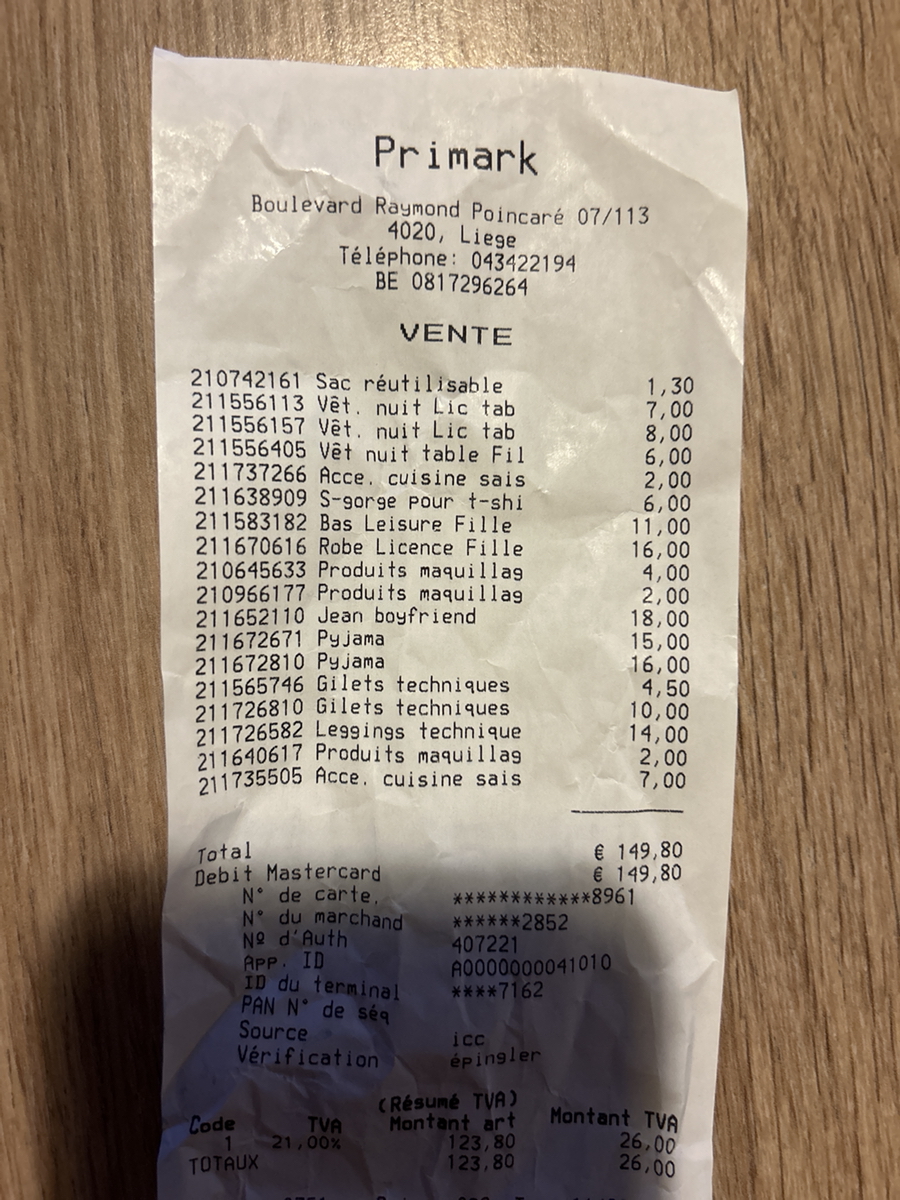 Primark
Boulevard Raymond Poincaré 07/113
4020, Liege
Téléphone: 043422194
BE 0817296264
VENTE
210742161 Sac réutilisable 1,30
211556113 Vêt. nuit Lic tab 7,00
211556157 Vêt. nuit Lic tab 8,00
211556405 Vêt nuit table Fil 6,00
211737266 Acce. cuisine sais 2,00
211638909 S-gorge pour t-shi 6,00
211583182 Bas Leisure Fille 11,00
211670616 Robe Licence Fille 16,00
210645633 Produits maquillag 4,00
210966177 Produits maquillag 2,00
211652110 Jean boyfriend 18,00
211672671 Pyjama 15,00
211672810 Pyjama 16,00
211565746 Gilets techniques 4,50
211726810 Gilets techniques 10,00
211726582 Leggings technique 14,00
211640617 Produits maquillag 2,00
211735505 Acce. cuisine sais 7,00
Total € 149,80
Debit Mastercard € 149,80
N° de carte. ************8961
N° du marchand ******2852
Nº d'Auth 407221
App. ID A0000000041010
ID du terminal ****7162
PAN N° de séq
Source icc
Vérification épingler
(Résumé TVA)
Code TVA Montant art Montant TVA
1 21,00% 123,80 26,00
TOTAUX 123,80 26,00